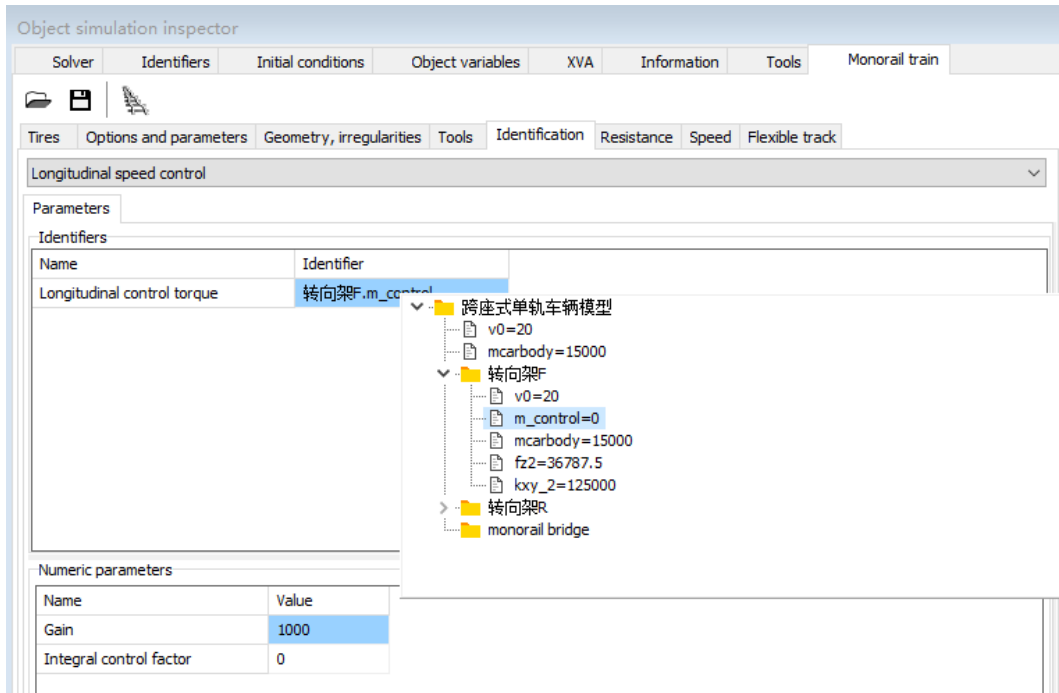 Object simulation inspector
Solver Identifiers Initial conditions Object variables XVA Information Tools Monorail train
Tires Options and parameters Geometry, irregularities Tools Identification Resistance Speed Flexible track
Longitudinal speed control
Parameters
Identifiers
Name Identifier
Longitudinal control torque 转向架F.m_control
跨座式单轨车辆模型
v0=20
mcarbody=15000
转向架F
v0=20
m_control=0
mcarbody=15000
fz2=36787.5
kxy_2=125000
转向架R
monorail bridge
Numeric parameters
Name Value
Gain 1000
Integral control factor 0